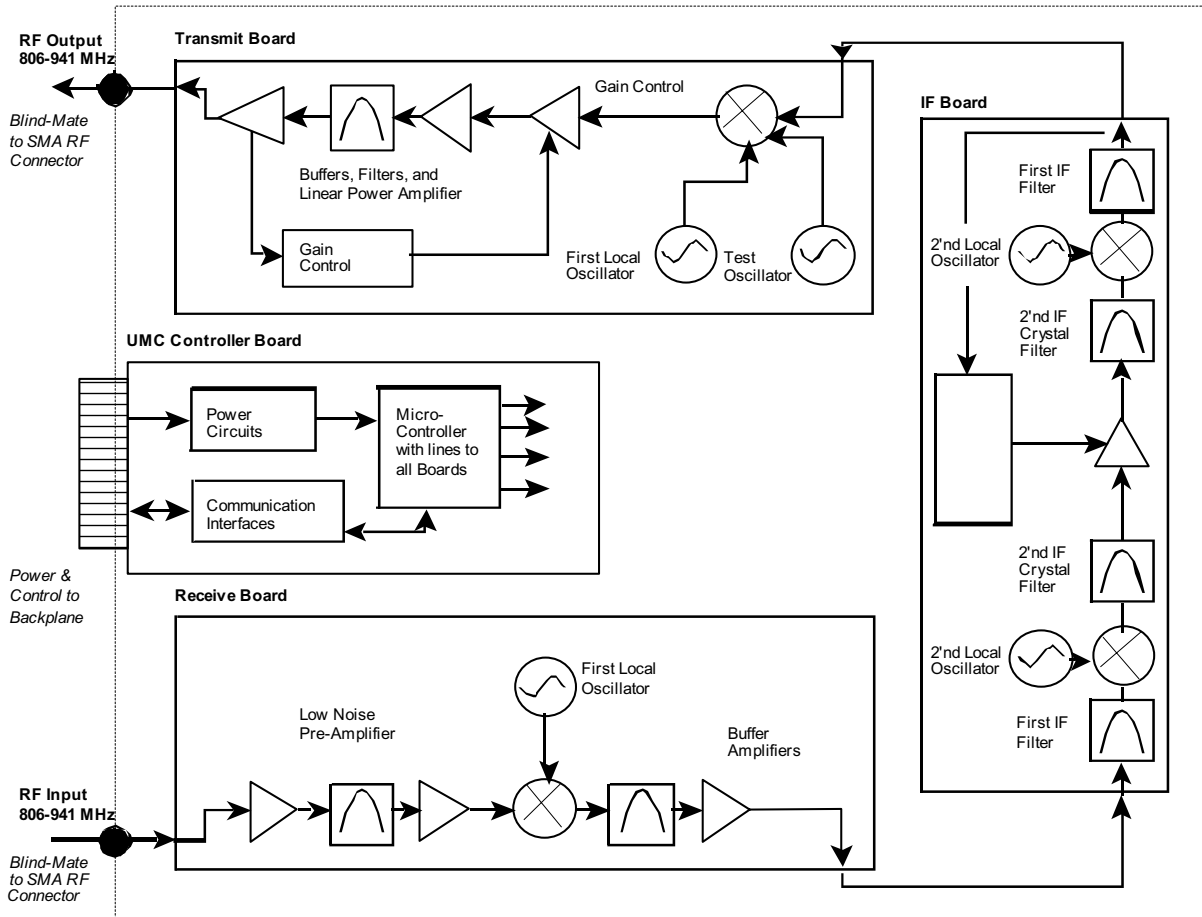 RF Output
806-941 MHz
Blind-Mate
to SMA RF
Connector
Transmit Board
Gain Control
Buffers, Filters, and
Linear Power Amplifier
Gain
Control
First Local
Oscillator
Test
Oscillator
IF Board
First IF
Filter
2'nd Local
Oscillator
2'nd IF
Crystal
Filter
2'nd IF
Crystal
Filter
2'nd Local
Oscillator
First IF
Filter
UMC Controller Board
Power
Circuits
Micro-
Controller
with lines to
all Boards
Communication
Interfaces
Power &
Control to
Backplane
Receive Board
First Local
Oscillator
Low Noise
Pre-Amplifier
Buffer
Amplifiers
RF Input
806-941 MHz
Blind-Mate
to SMA RF
Connector